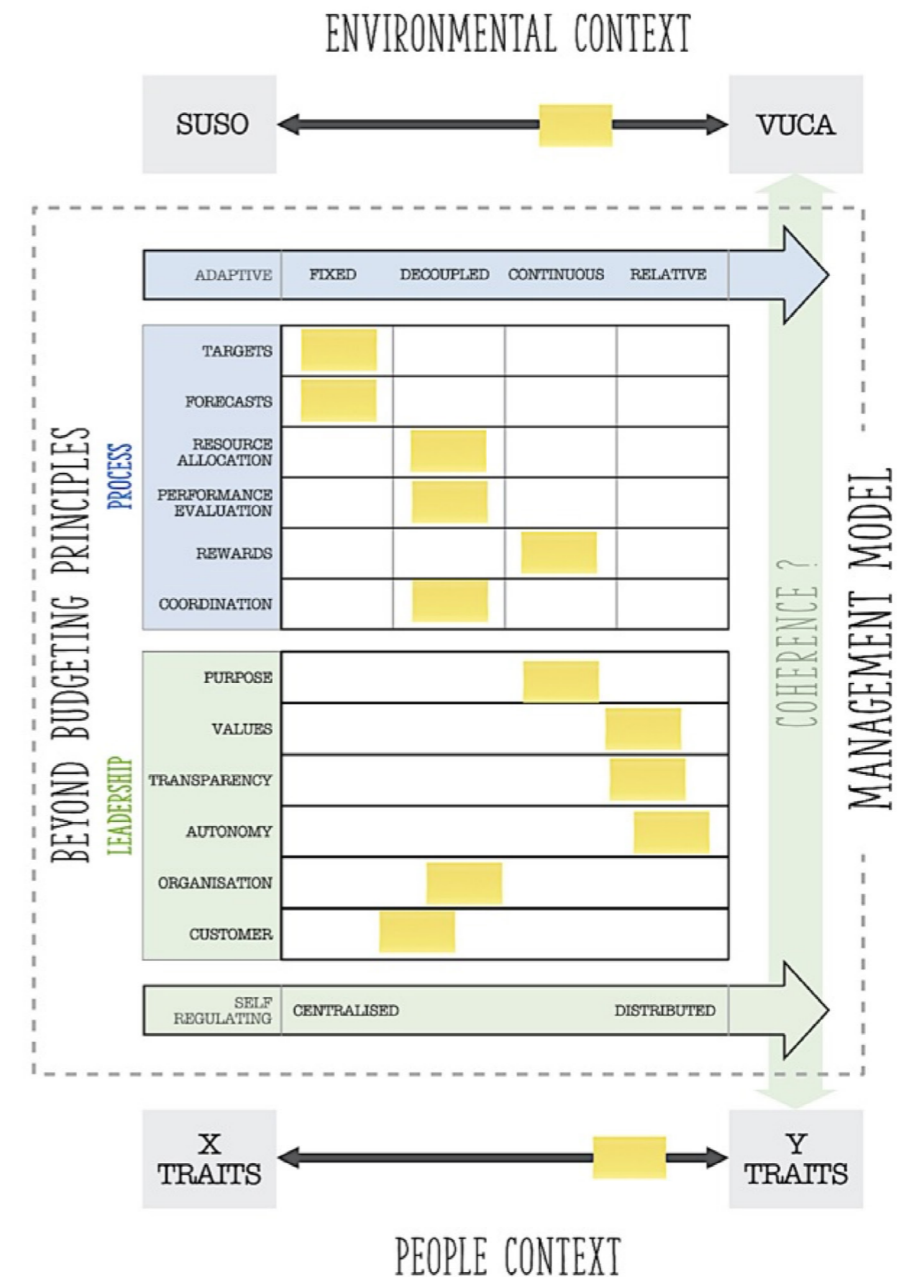 ENVIRONMENTAL CONTEXT
SUSO
VUCA
ADAPTIVE
FIXED
DECOUPLED
CONTINUOUS
RELATIVE
BEYOND BUDGETING PRINCIPLES
PROCESS
TARGETS
FORECASTS
RESOURCE
ALLOCATION
PERFORMANCE
EVALUATION
REWARDS
COORDINATION
LEADERSHIP
PURPOSE
VALUES
TRANSPARENCY
AUTONOMY
ORGANISATION
CUSTOMER
SELF
REGULATING
CENTRALISED
DISTRIBUTED
COHERENCE ?
MANAGEMENT MODEL
X
TRAITS
Y
TRAITS
PEOPLE CONTEXT